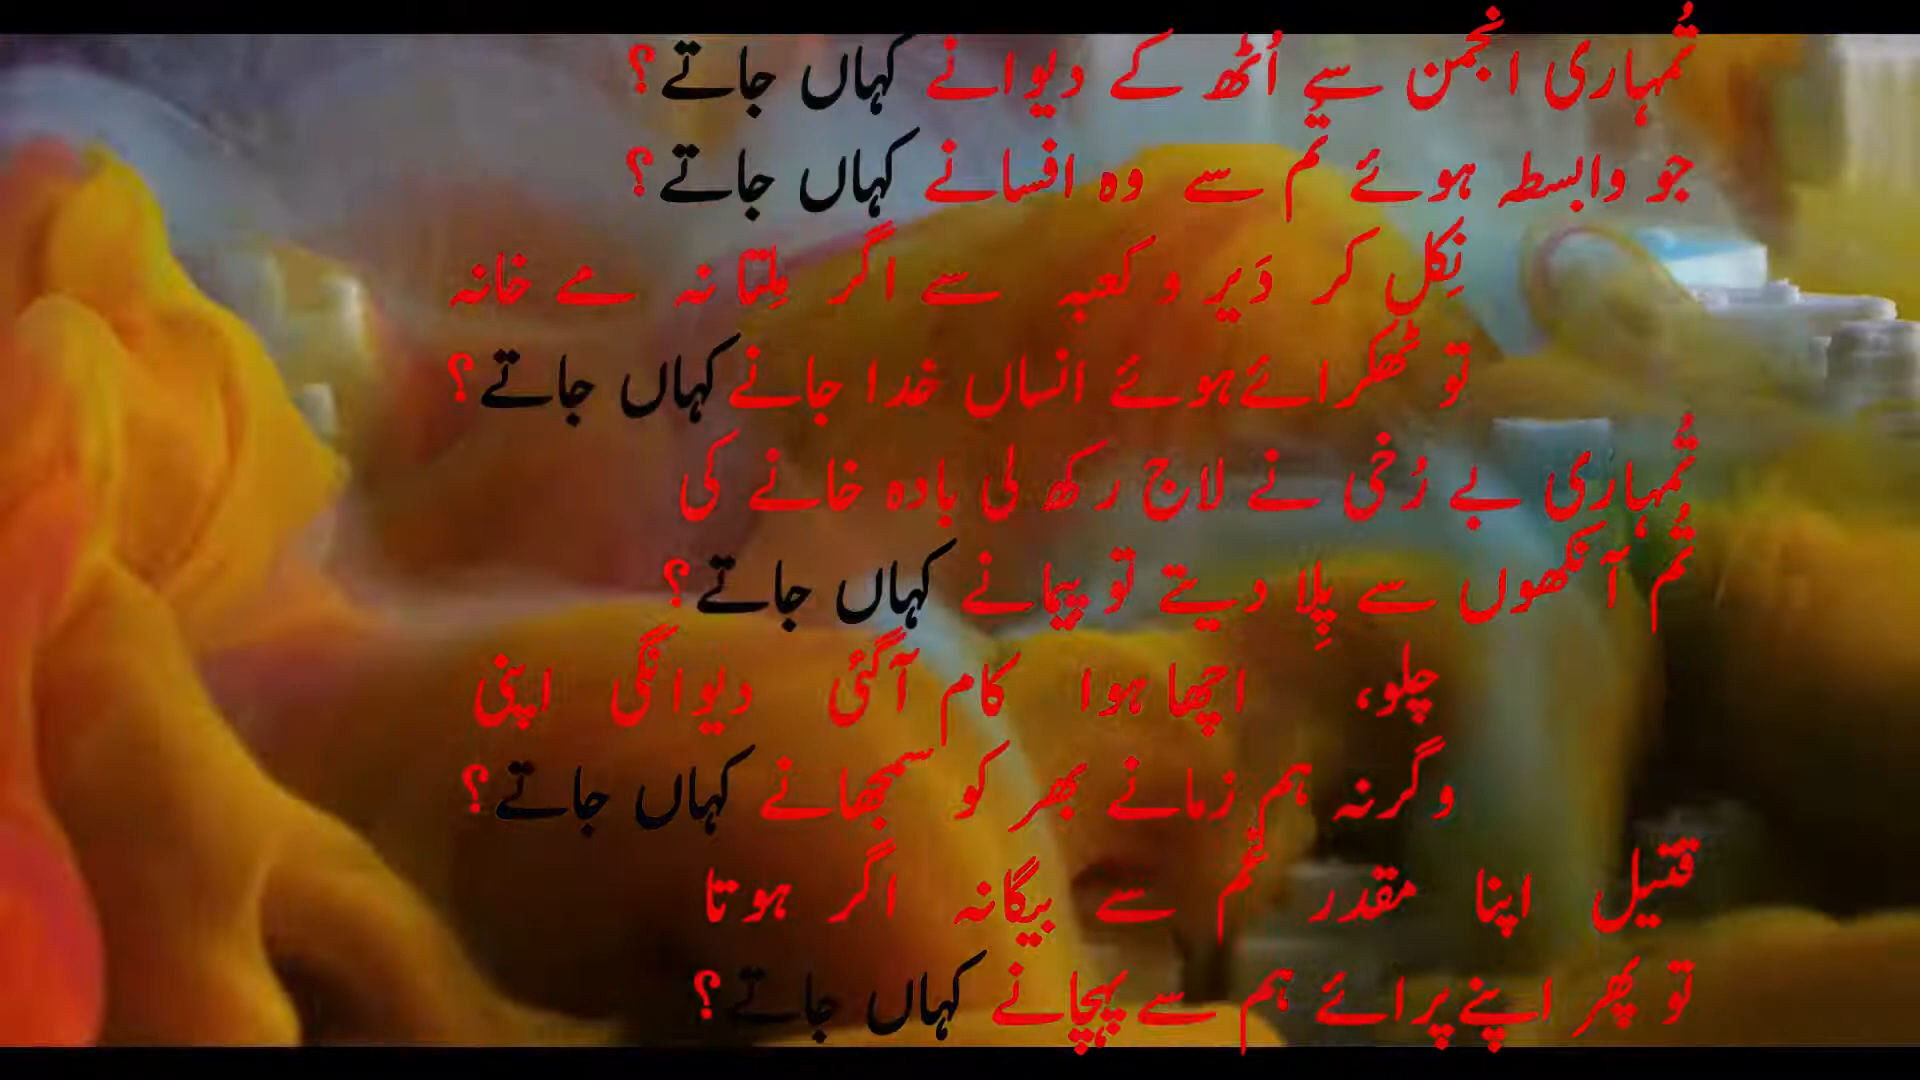 تُمہاری انجمن سے اُٹھ کے دیوانے کہاں جاتے؟
جو وابسطہ ہوئے تُم سے وہ افسانے کہاں جاتے؟
نِکل کر دَیر و کعبہ سے اگر مِلتا نہ مے خانہ
تو ٹھکرائے ہوئے انساں خدا جانے کہاں جاتے؟
تُمہاری بے رُخی نے لاج رکھ لی بادہ خانے کی
تُم آنکھوں سے پِلا دیتے تو پیمانے کہاں جاتے؟
چلو، اچھا ہوا کام آگئی دیوانگی اپنی
وگرنہ ہم زمانے بھر کو سمجھانے کہاں جاتے؟
قتیل اپنا مقدر تُم سے بیگانہ اگر ہوتا
تو پھر اپنے پرائے ہم سے پہچانے کہاں جاتے؟